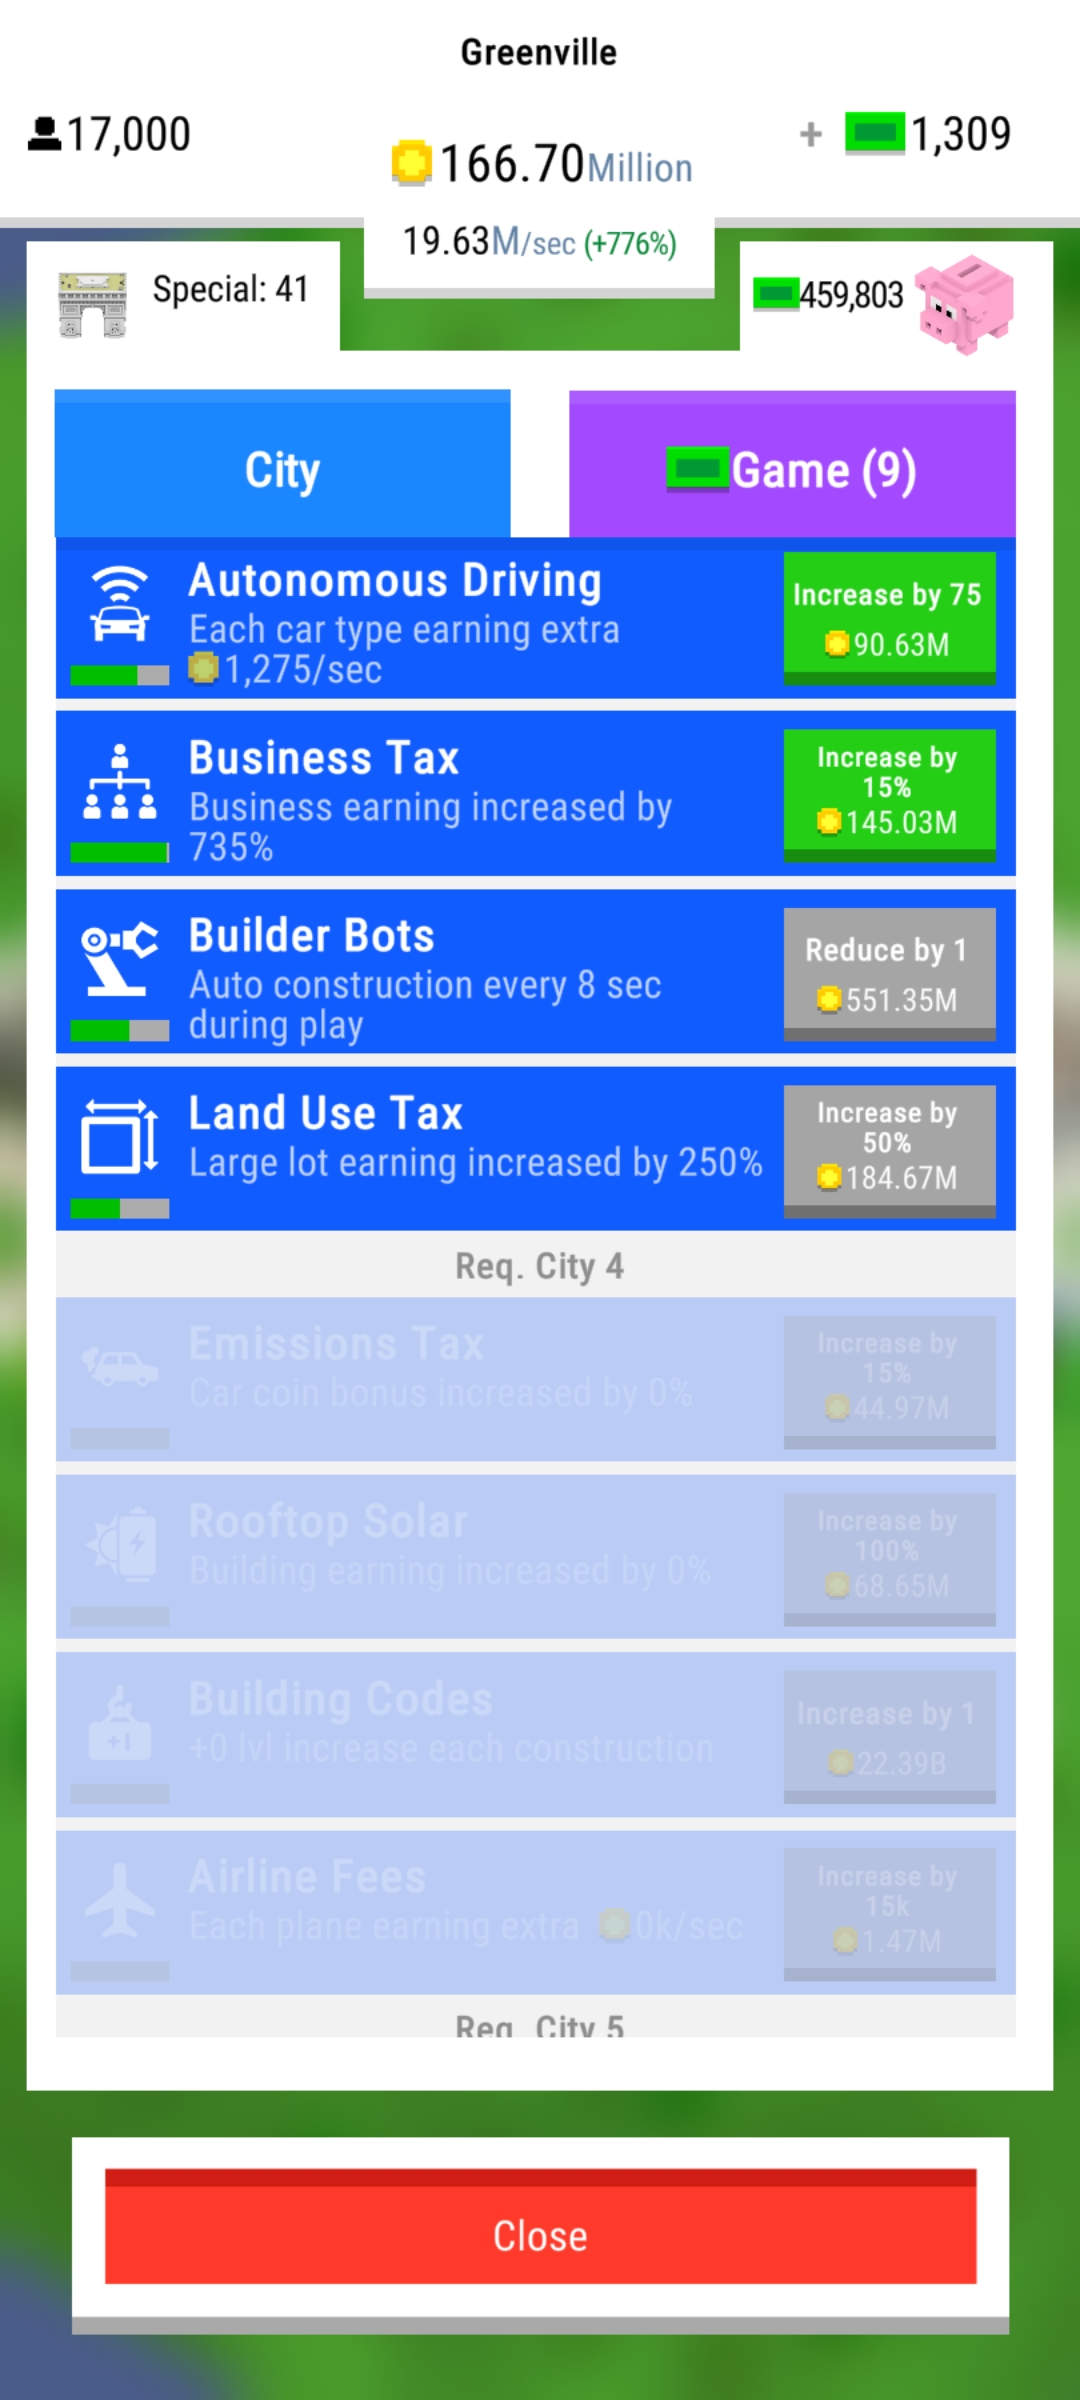 Greenville
17,000
166.70Million
+ 1,309
19.63M/sec (+776%)
Special: 41
459,803
City
Game (9)
Autonomous Driving
Each car type earning extra
1,275/sec
Increase by 75
90.63M
Business Tax
Business earning increased by
735%
Increase by
15%
145.03M
Builder Bots
Auto construction every 8 sec
during play
Reduce by 1
551.35M
Land Use Tax
Large lot earning increased by 250%
Increase by
50%
184.67M
Req. City 4
Emissions Tax
Car coin bonus increased by 0%
Increase by
15%
44.97M
Rooftop Solar
Building earning increased by 0%
Increase by
100%
68.65M
+1
Building Codes
+0 lvl increase each construction
Increase by 1
22.39B
Airline Fees
Each plane earning extra 0k/sec
Increase by
15k
1.47M
Req. City 5
Close